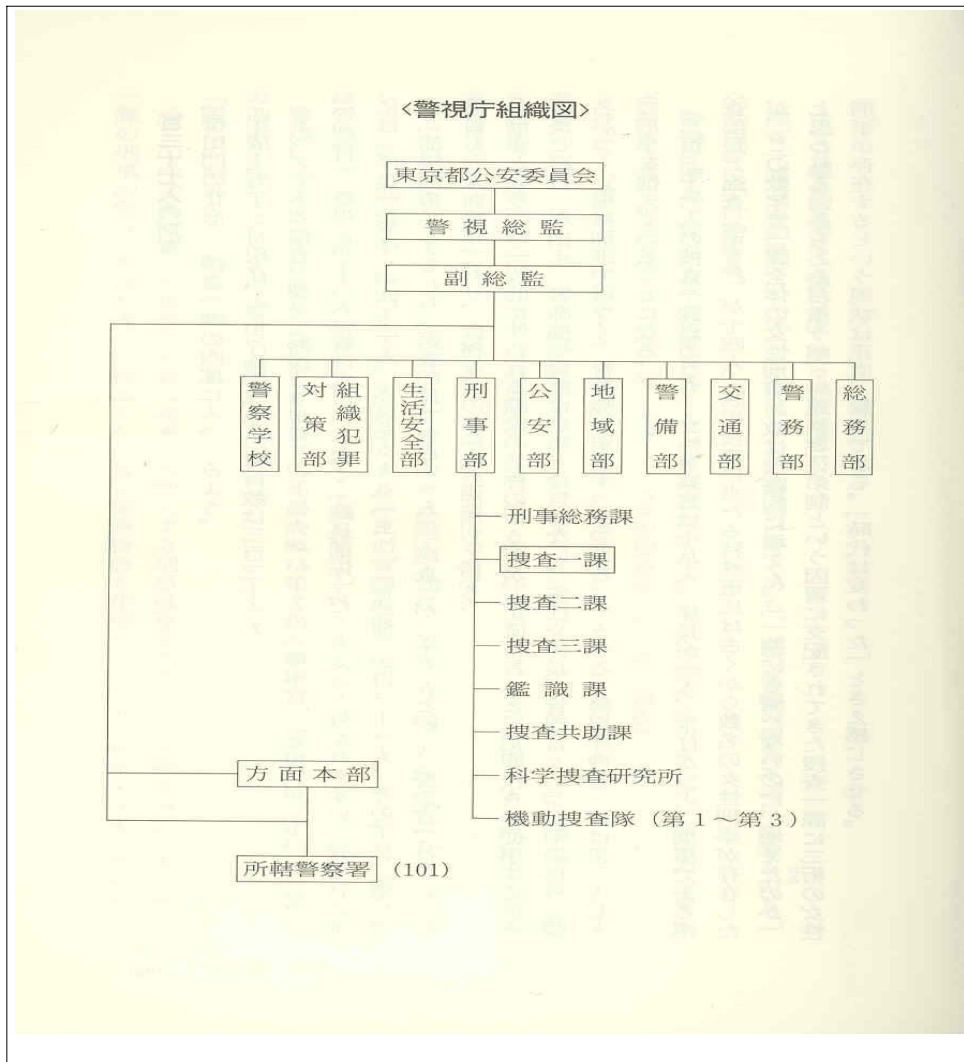 <警視庁組織図>
東京都公安委員会
警視総監
副総監
総務部
警務部
交通部
警備部
地域部
公安部
刑事部
生活安全部
組織犯罪
対策部
警察学校
刑事総務課
捜査一課
捜査二課
捜査三課
鑑識課
捜査共助課
科学捜査研究所
機動捜査隊（第1～第3）
方面本部
所轄警察署 (101)